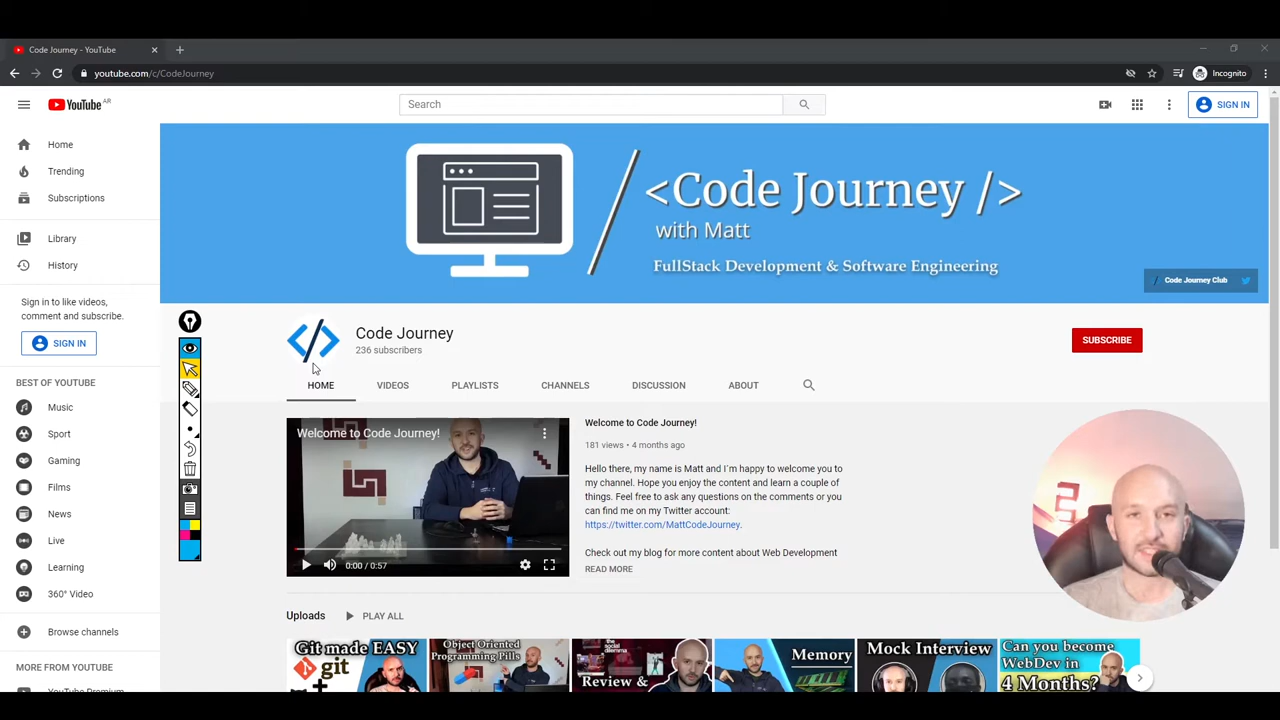 Code Journey - YouTube
youtube.com/c/CodeJourney
Incognito
YouTube AR
Search
SIGN IN
Home
Trending
Subscriptions
Library
History
Sign in to like videos,
comment and subscribe.
SIGN IN
BEST OF YOUTUBE
Music
Sport
Gaming
Films
News
Live
Learning
360° Video
Browse channels
MORE FROM YOUTUBE
YouTube Premium
<Code Journey />
with Matt
FullStack Development & Software Engineering
Code Journey Club
Code Journey
236 subscribers
SUBSCRIBE
HOME VIDEOS PLAYLISTS CHANNELS DISCUSSION ABOUT
Welcome to Code Journey!
0:00 / 0:57
Welcome to Code Journey!
181 views • 4 months ago
Hello there, my name is Matt and I´m happy to welcome you to
my channel. Hope you enjoy the content and learn a couple of
things. Feel free to ask any questions on the comments or you
can find me on my Twitter account:
https://twitter.com/MattCodeJourney.
Check out my blog for more content about Web Development
READ MORE
Uploads PLAY ALL
Git made EASY
git
Object Oriented
Programming Pills
the social dilemma
Review &
Memory
Mock Interview
Can you become
WebDev in
4 Months?